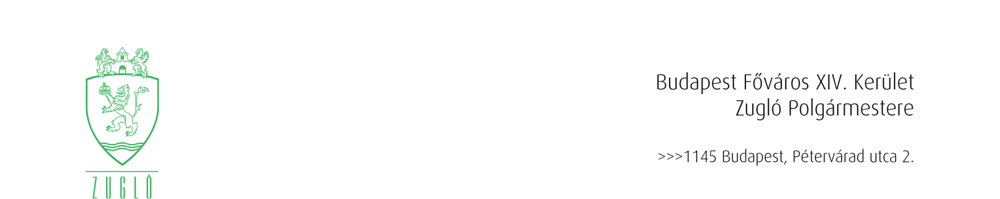 Budapest Főváros XIV. Kerület
Zugló Polgármestere
>>>1145 Budapest, Pétervárad utca 2.
ZUGLÓ